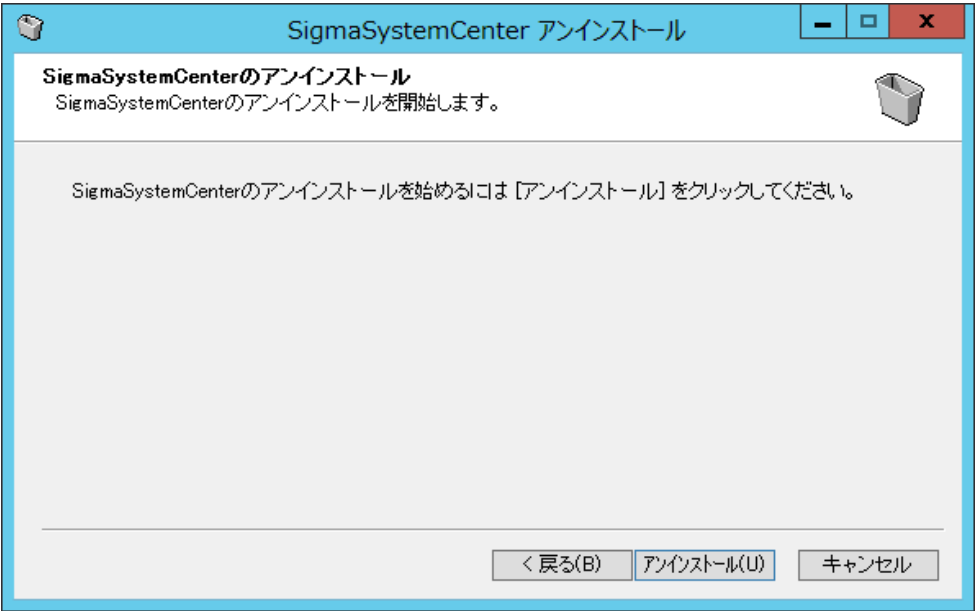 SigmaSystemCenter アンインストール
SigmaSystemCenterのアンインストール
SigmaSystemCenterのアンインストールを開始します。
SigmaSystemCenterのアンインストールを始めるには [アンインストール] をクリックしてください。
< 戻る(B)
アンインストール(U)
キャンセル